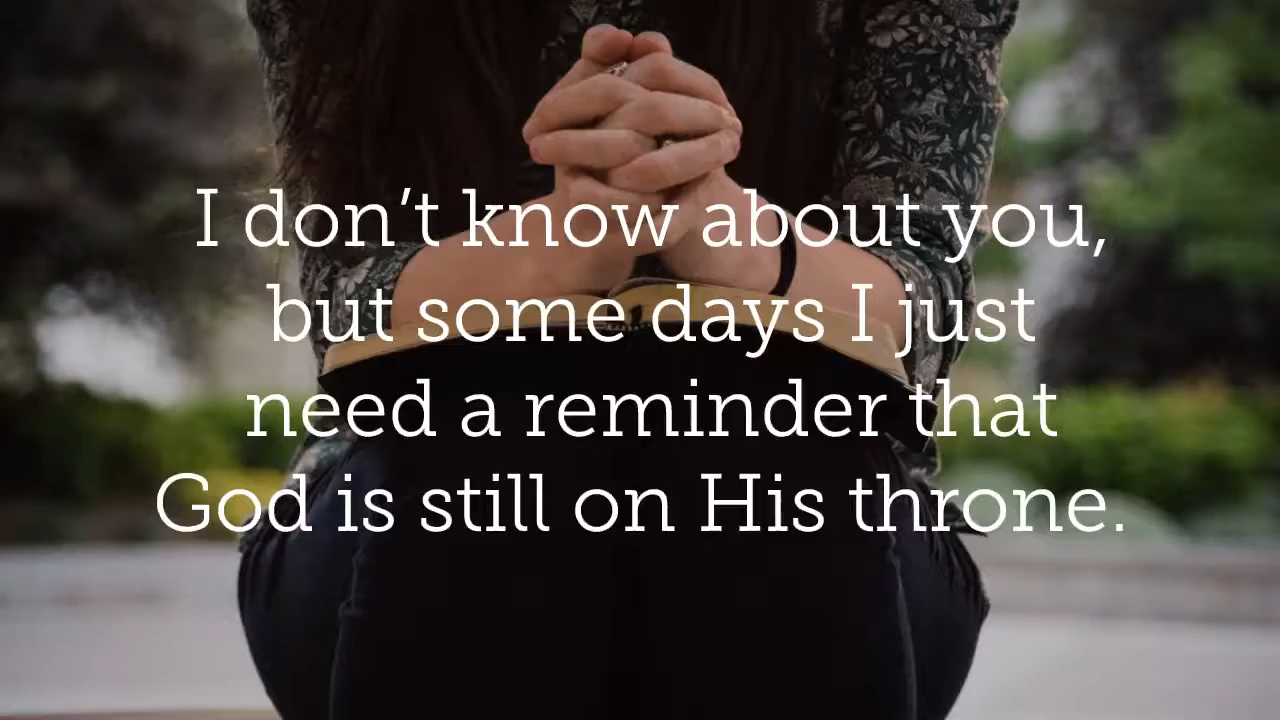 I don’t know about you,
but some days I just
need a reminder that
God is still on His throne.